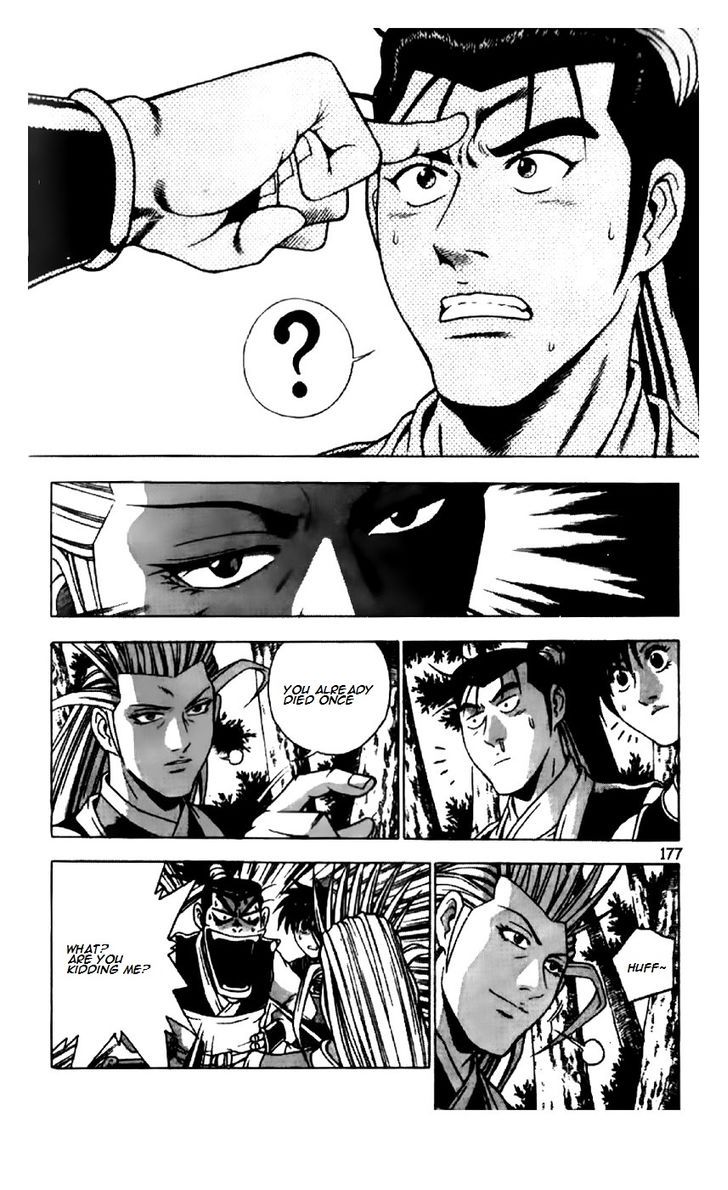 ?
YOU ALREADY
DIED ONCE
177
WHAT?
ARE YOU
KIDDING ME?
HUFF~